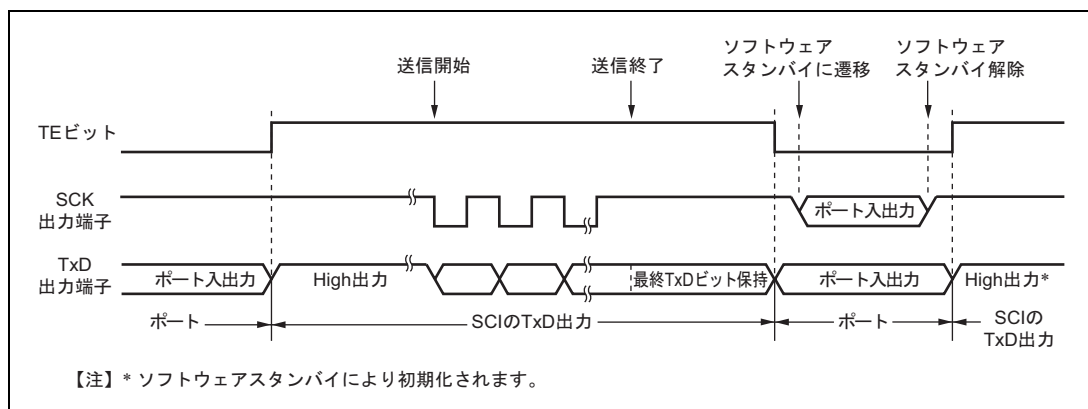 送信開始
送信終了
ソフトウェア
スタンバイに遷移
ソフトウェア
スタンバイ解除
TEビット
SCK
出力端子
ポート入出力
TxD
出力端子
ポート入出力
High出力
最終TxDビット保持
ポート入出力
High出力*
ポート
SCIのTxD出力
ポート
SCIの
TxD出力
【注】* ソフトウェアスタンバイにより初期化されます。